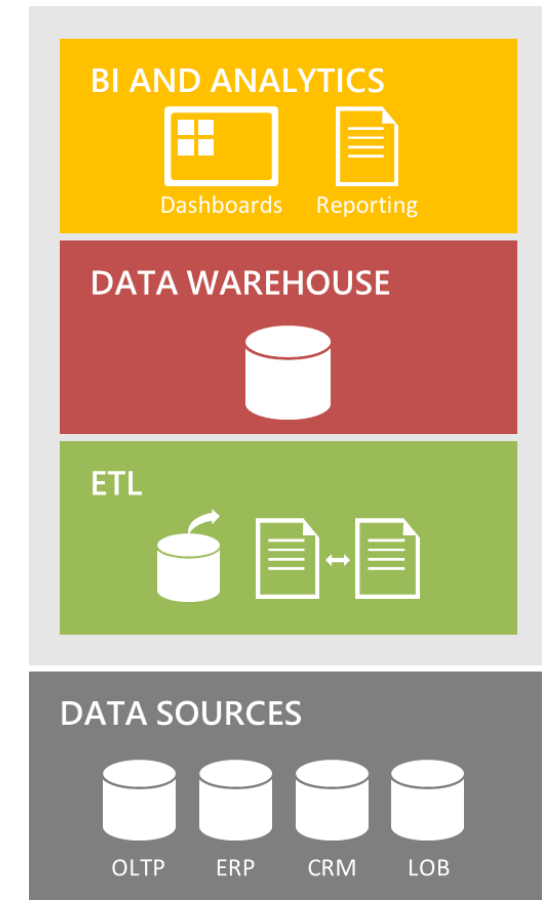 BI AND ANALYTICS
Dashboards Reporting
DATA WAREHOUSE
ETL
DATA SOURCES
OLTP ERP CRM LOB